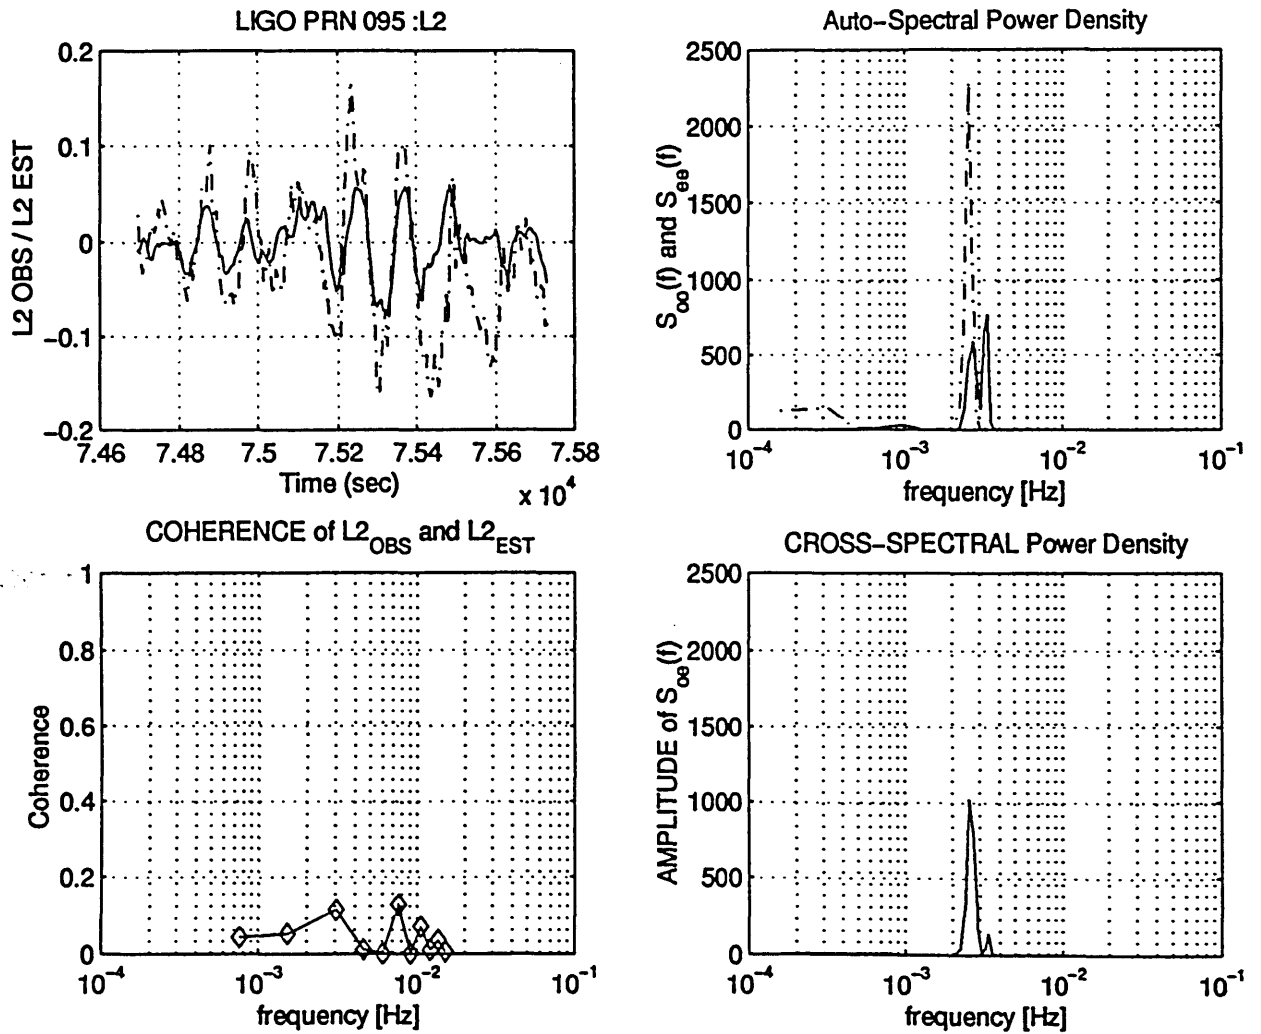 LIGO PRN 095 :L2
0.2
0.1
0
−0.1
−0.2
L2 OBS / L2 EST
7.46 7.48 7.5 7.52 7.54 7.56 7.58
Time (sec)
x 10^4
Auto−Spectral Power Density
2500
2000
1500
1000
500
0
S_oo(f) and S_ee(f)
10^−4 10^−3 10^−2 10^−1
frequency [Hz]
COHERENCE of L2_OBS and L2_EST
1
0.8
0.6
0.4
0.2
0
Coherence
10^−4 10^−3 10^−2 10^−1
frequency [Hz]
CROSS−SPECTRAL Power Density
2500
2000
1500
1000
500
0
AMPLITUDE of S_oe(f)
10^−4 10^−3 10^−2 10^−1
frequency [Hz]